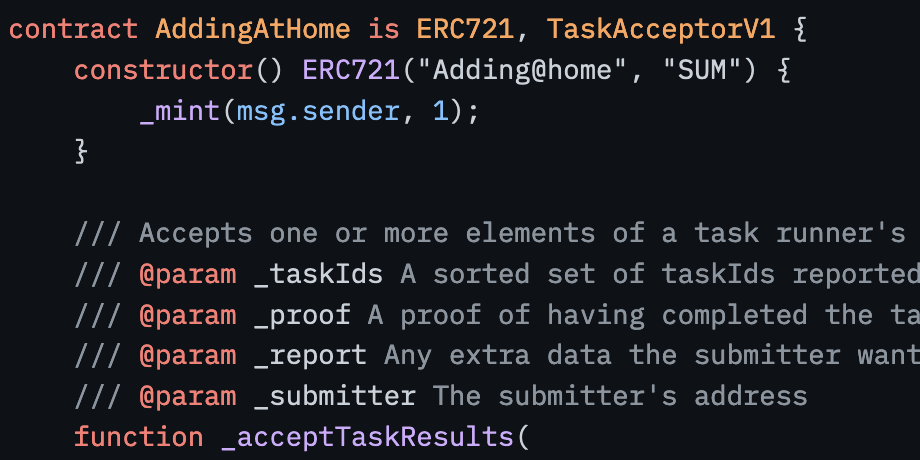 contract AddingAtHome is ERC721, TaskAcceptorV1 {
constructor() ERC721("Adding@home", "SUM") {
_mint(msg.sender, 1);
}
/// Accepts one or more elements of a task runner's
/// @param _taskIds A sorted set of taskIds reported
/// @param _proof A proof of having completed the ta
/// @param _report Any extra data the submitter want
/// @param _submitter The submitter's address
function _acceptTaskResults(